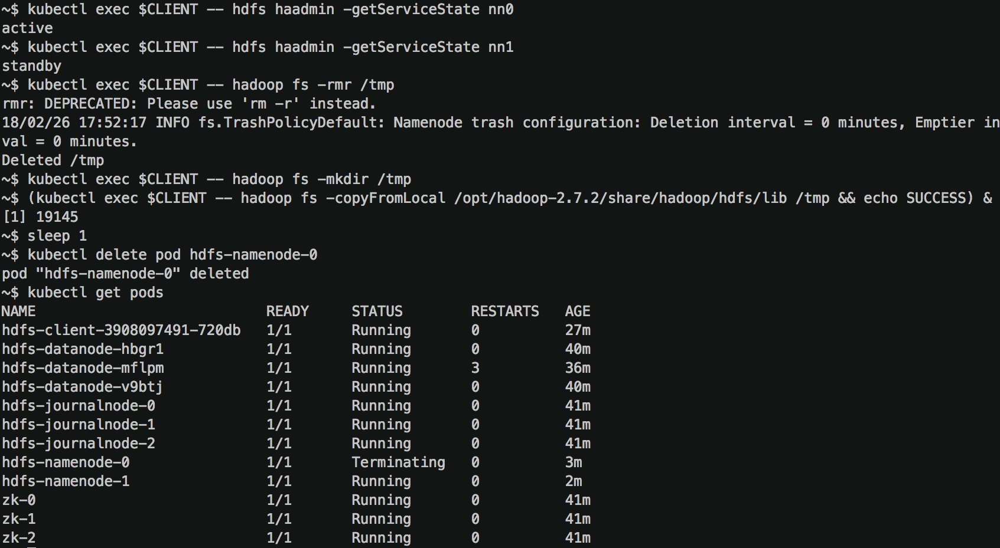 ~$ kubectl exec $CLIENT -- hdfs haadmin -getServiceState nn0
active
~$ kubectl exec $CLIENT -- hdfs haadmin -getServiceState nn1
standby
~$ kubectl exec $CLIENT -- hadoop fs -rmr /tmp
rmr: DEPRECATED: Please use 'rm -r' instead.
18/02/26 17:52:17 INFO fs.TrashPolicyDefault: Namenode trash configuration: Deletion interval = 0 minutes, Emptier in
val = 0 minutes.
Deleted /tmp
~$ kubectl exec $CLIENT -- hadoop fs -mkdir /tmp
~$ (kubectl exec $CLIENT -- hadoop fs -copyFromLocal /opt/hadoop-2.7.2/share/hadoop/hdfs/lib /tmp && echo SUCCESS) &
[1] 19145
~$ sleep 1
~$ kubectl delete pod hdfs-namenode-0
pod "hdfs-namenode-0" deleted
~$ kubectl get pods
NAME READY STATUS RESTARTS AGE
hdfs-client-3908097491-720db 1/1 Running 0 27m
hdfs-datanode-hbgr1 1/1 Running 0 40m
hdfs-datanode-mflpm 1/1 Running 3 36m
hdfs-datanode-v9btj 1/1 Running 0 40m
hdfs-journalnode-0 1/1 Running 0 41m
hdfs-journalnode-1 1/1 Running 0 41m
hdfs-journalnode-2 1/1 Running 0 41m
hdfs-namenode-0 1/1 Terminating 0 3m
hdfs-namenode-1 1/1 Running 0 2m
zk-0 1/1 Running 0 41m
zk-1 1/1 Running 0 41m
zk-2 1/1 Running 0 41m